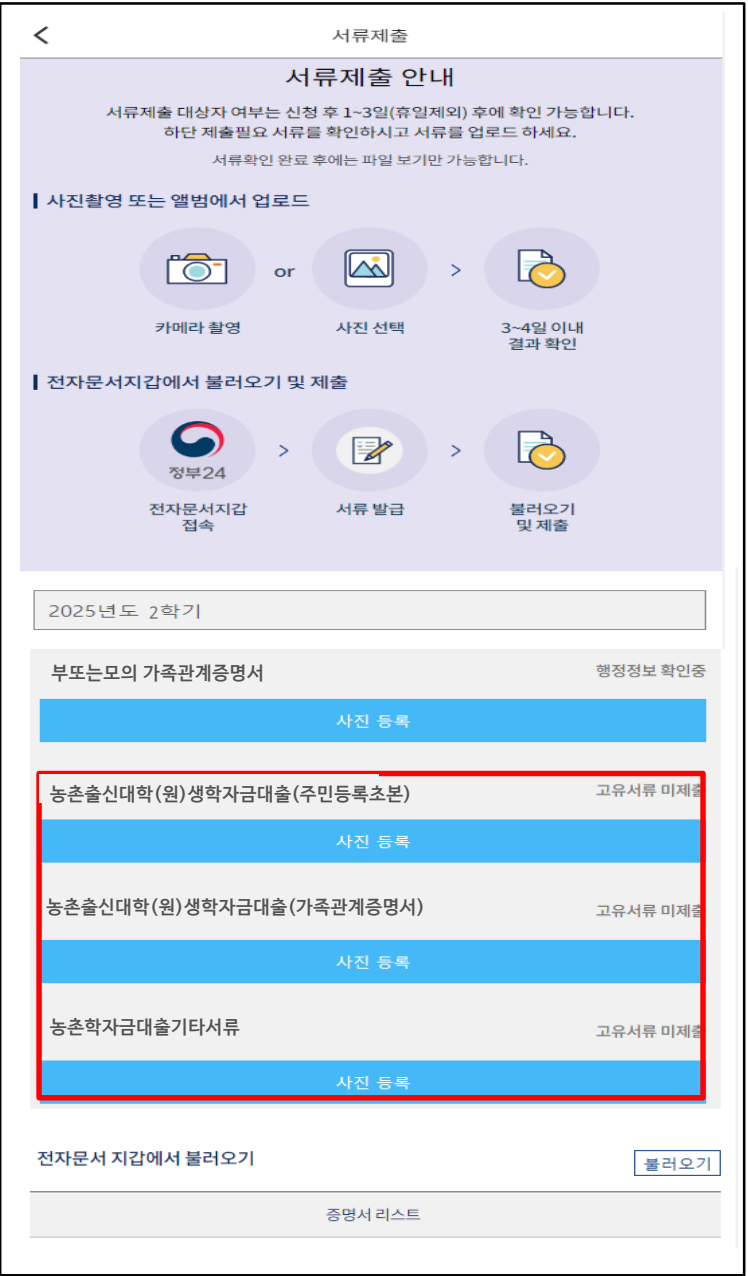 서류제출
서류제출 안내
서류제출 대상자 여부는 신청 후 1~3일(휴일제외) 후에 확인 가능합니다.
하단 제출필요 서류를 확인하시고 서류를 업로드 하세요.
서류확인 완료 후에는 파일 보기만 가능합니다.
사진촬영 또는 앨범에서 업로드
or
>
카메라 촬영
사진 선택
3~4일 이내
결과 확인
전자문서지갑에서 불러오기 및 제출
정부24
>
>
전자문서지갑
접속
서류 발급
불러오기
및 제출
2025년도 2학기
부또는모의 가족관계증명서
행정정보 확인중
사진 등록
농촌출신대학(원)생학자금대출(주민등록초본)
고유서류 미제출
사진 등록
농촌출신대학(원)생학자금대출(가족관계증명서)
고유서류 미제출
사진 등록
농촌학자금대출기타서류
고유서류 미제출
사진 등록
전자문서 지갑에서 불러오기
불러오기
증명서 리스트